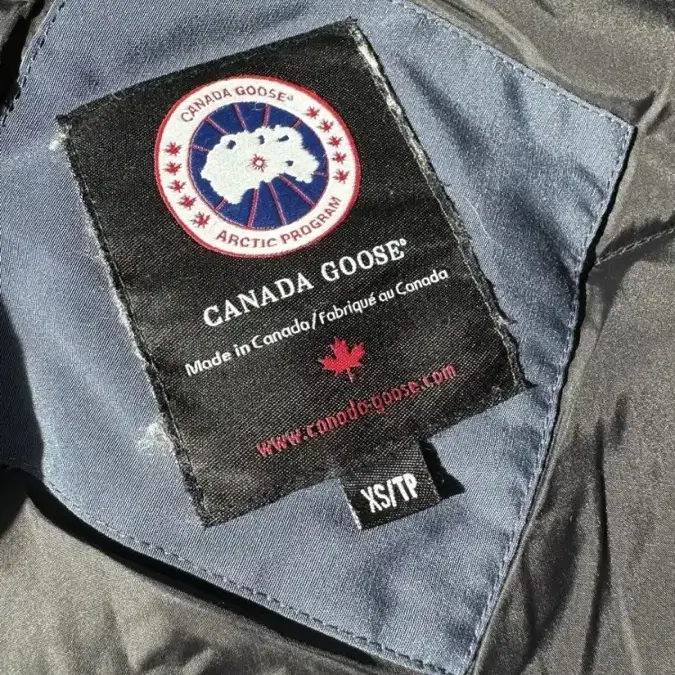 CANADA GOOSE®
ARCTIC PROGRAM
CANADA GOOSE®
Made in Canada/Fabriqué au Canada
www.canada-goose.com
XS/TP